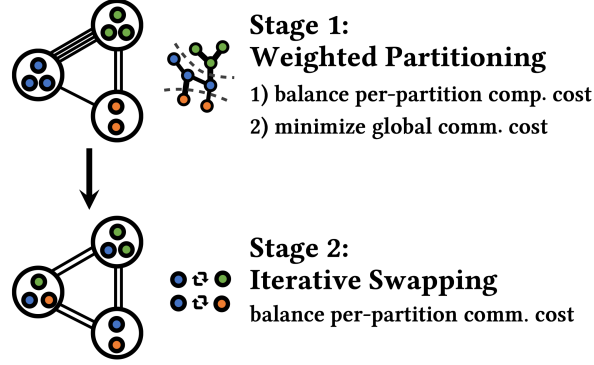 Stage 1:
Weighted Partitioning
1) balance per-partition comp. cost
2) minimize global comm. cost
Stage 2:
Iterative Swapping
balance per-partition comm. cost